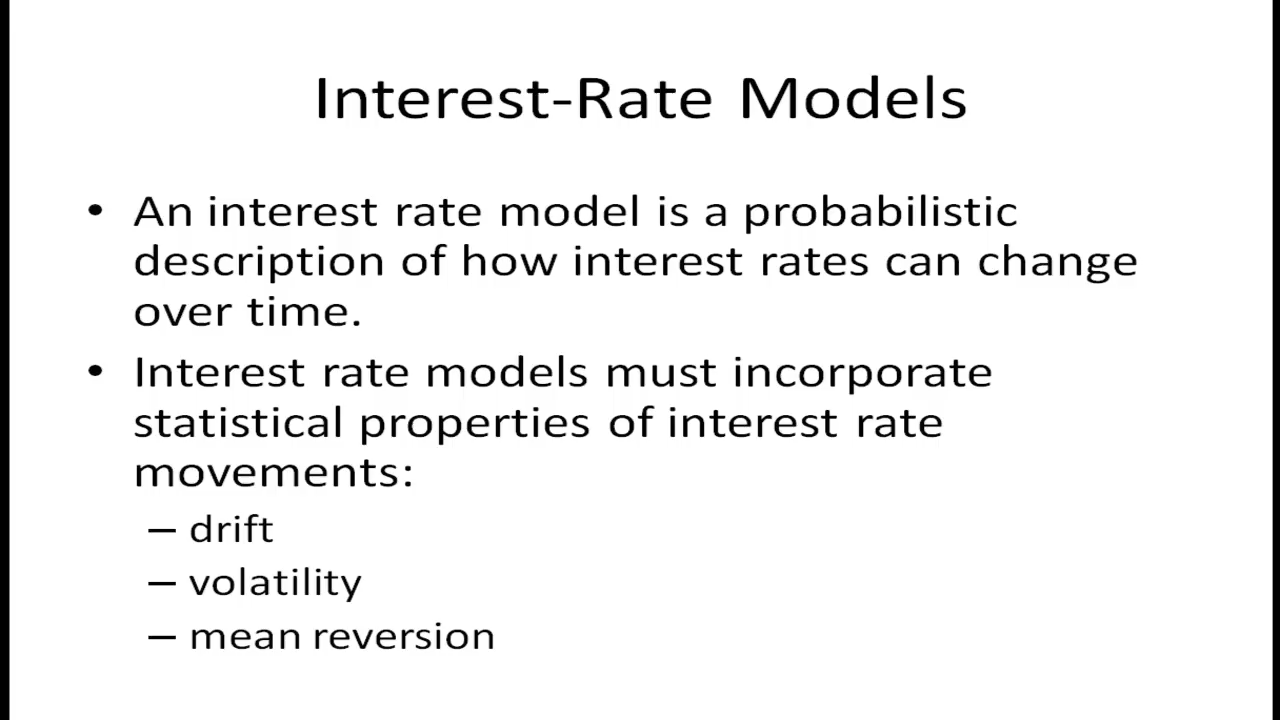 Interest-Rate Models
• An interest rate model is a probabilistic
description of how interest rates can change
over time.
• Interest rate models must incorporate
statistical properties of interest rate
movements:
– drift
– volatility
– mean reversion